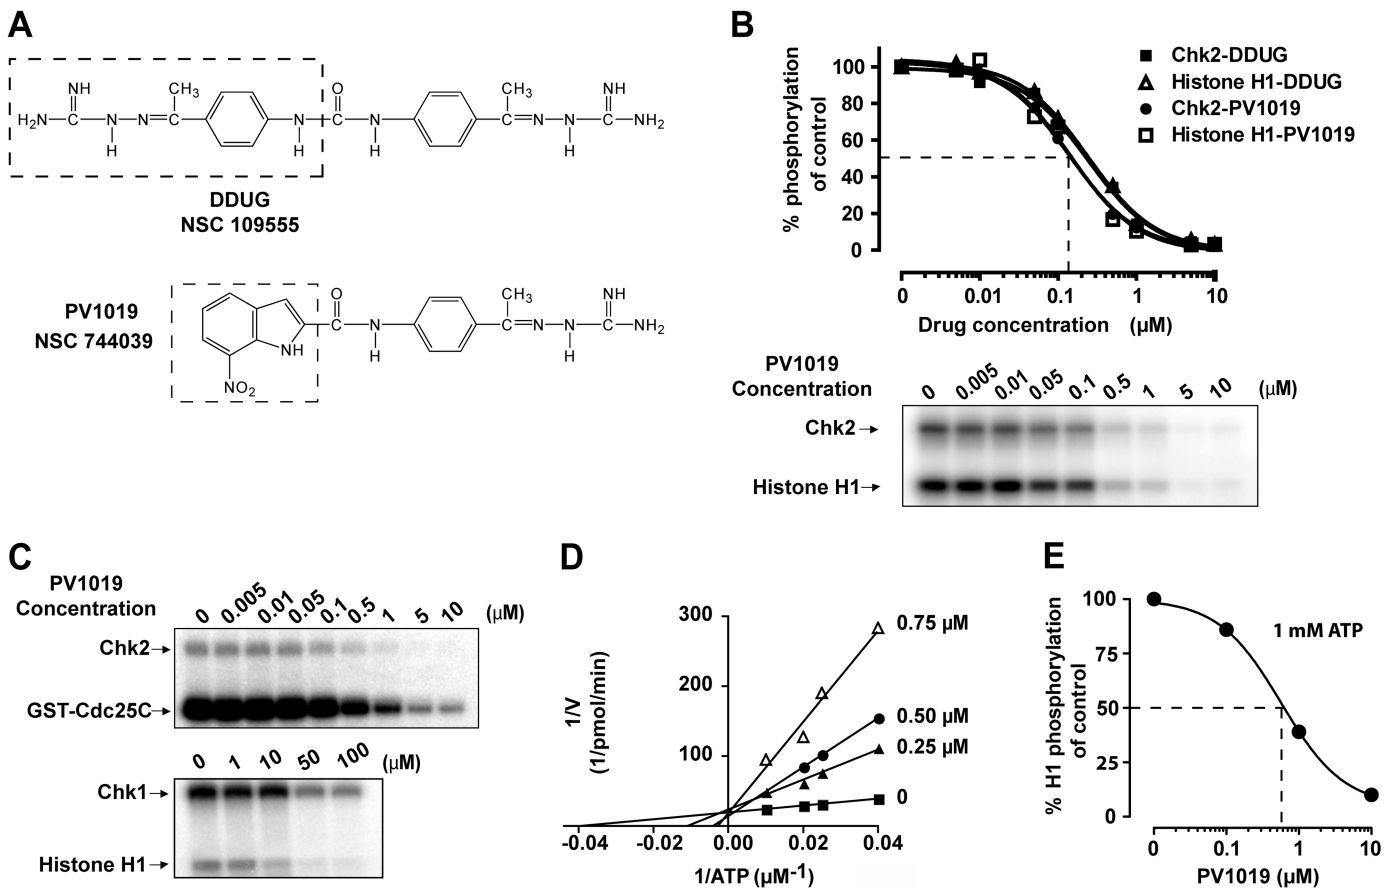 A
NH
CH3
O
CH3
NH
H2N
C
N
N
C
N
C
N
C
N
N
C
NH2
H
H
H
H
DDUG
NSC 109555
PV1019
NSC 744039
O
CH3
NH
C
N
C
N
N
C
NH2
NH
H
H
NO2
B
% phosphorylation
of control
100
80
60
40
20
0
Chk2-DDUG
Histone H1-DDUG
Chk2-PV1019
Histone H1-PV1019
0 0.01 0.1 1 10
Drug concentration (μM)
PV1019
Concentration
0 0.005 0.01 0.05 0.1 0.5 1 5 10 (μM)
Chk2
Histone H1
C
PV1019
Concentration
0 0.005 0.01 0.05 0.1 0.5 1 5 10 (μM)
Chk2
GST-Cdc25C
0 1 10 50 100 (μM)
Chk1
Histone H1
D
1/V
(1/pmol/min)
300
200
100
0.75 μM
0.50 μM
0.25 μM
0
-0.04 -0.02 0.00 0.02 0.04
1/ATP (μM-1)
E
% H1 phosphorylation
of control
100
75
50
25
0
1 mM ATP
0 0.1 1 10
PV1019 (μM)